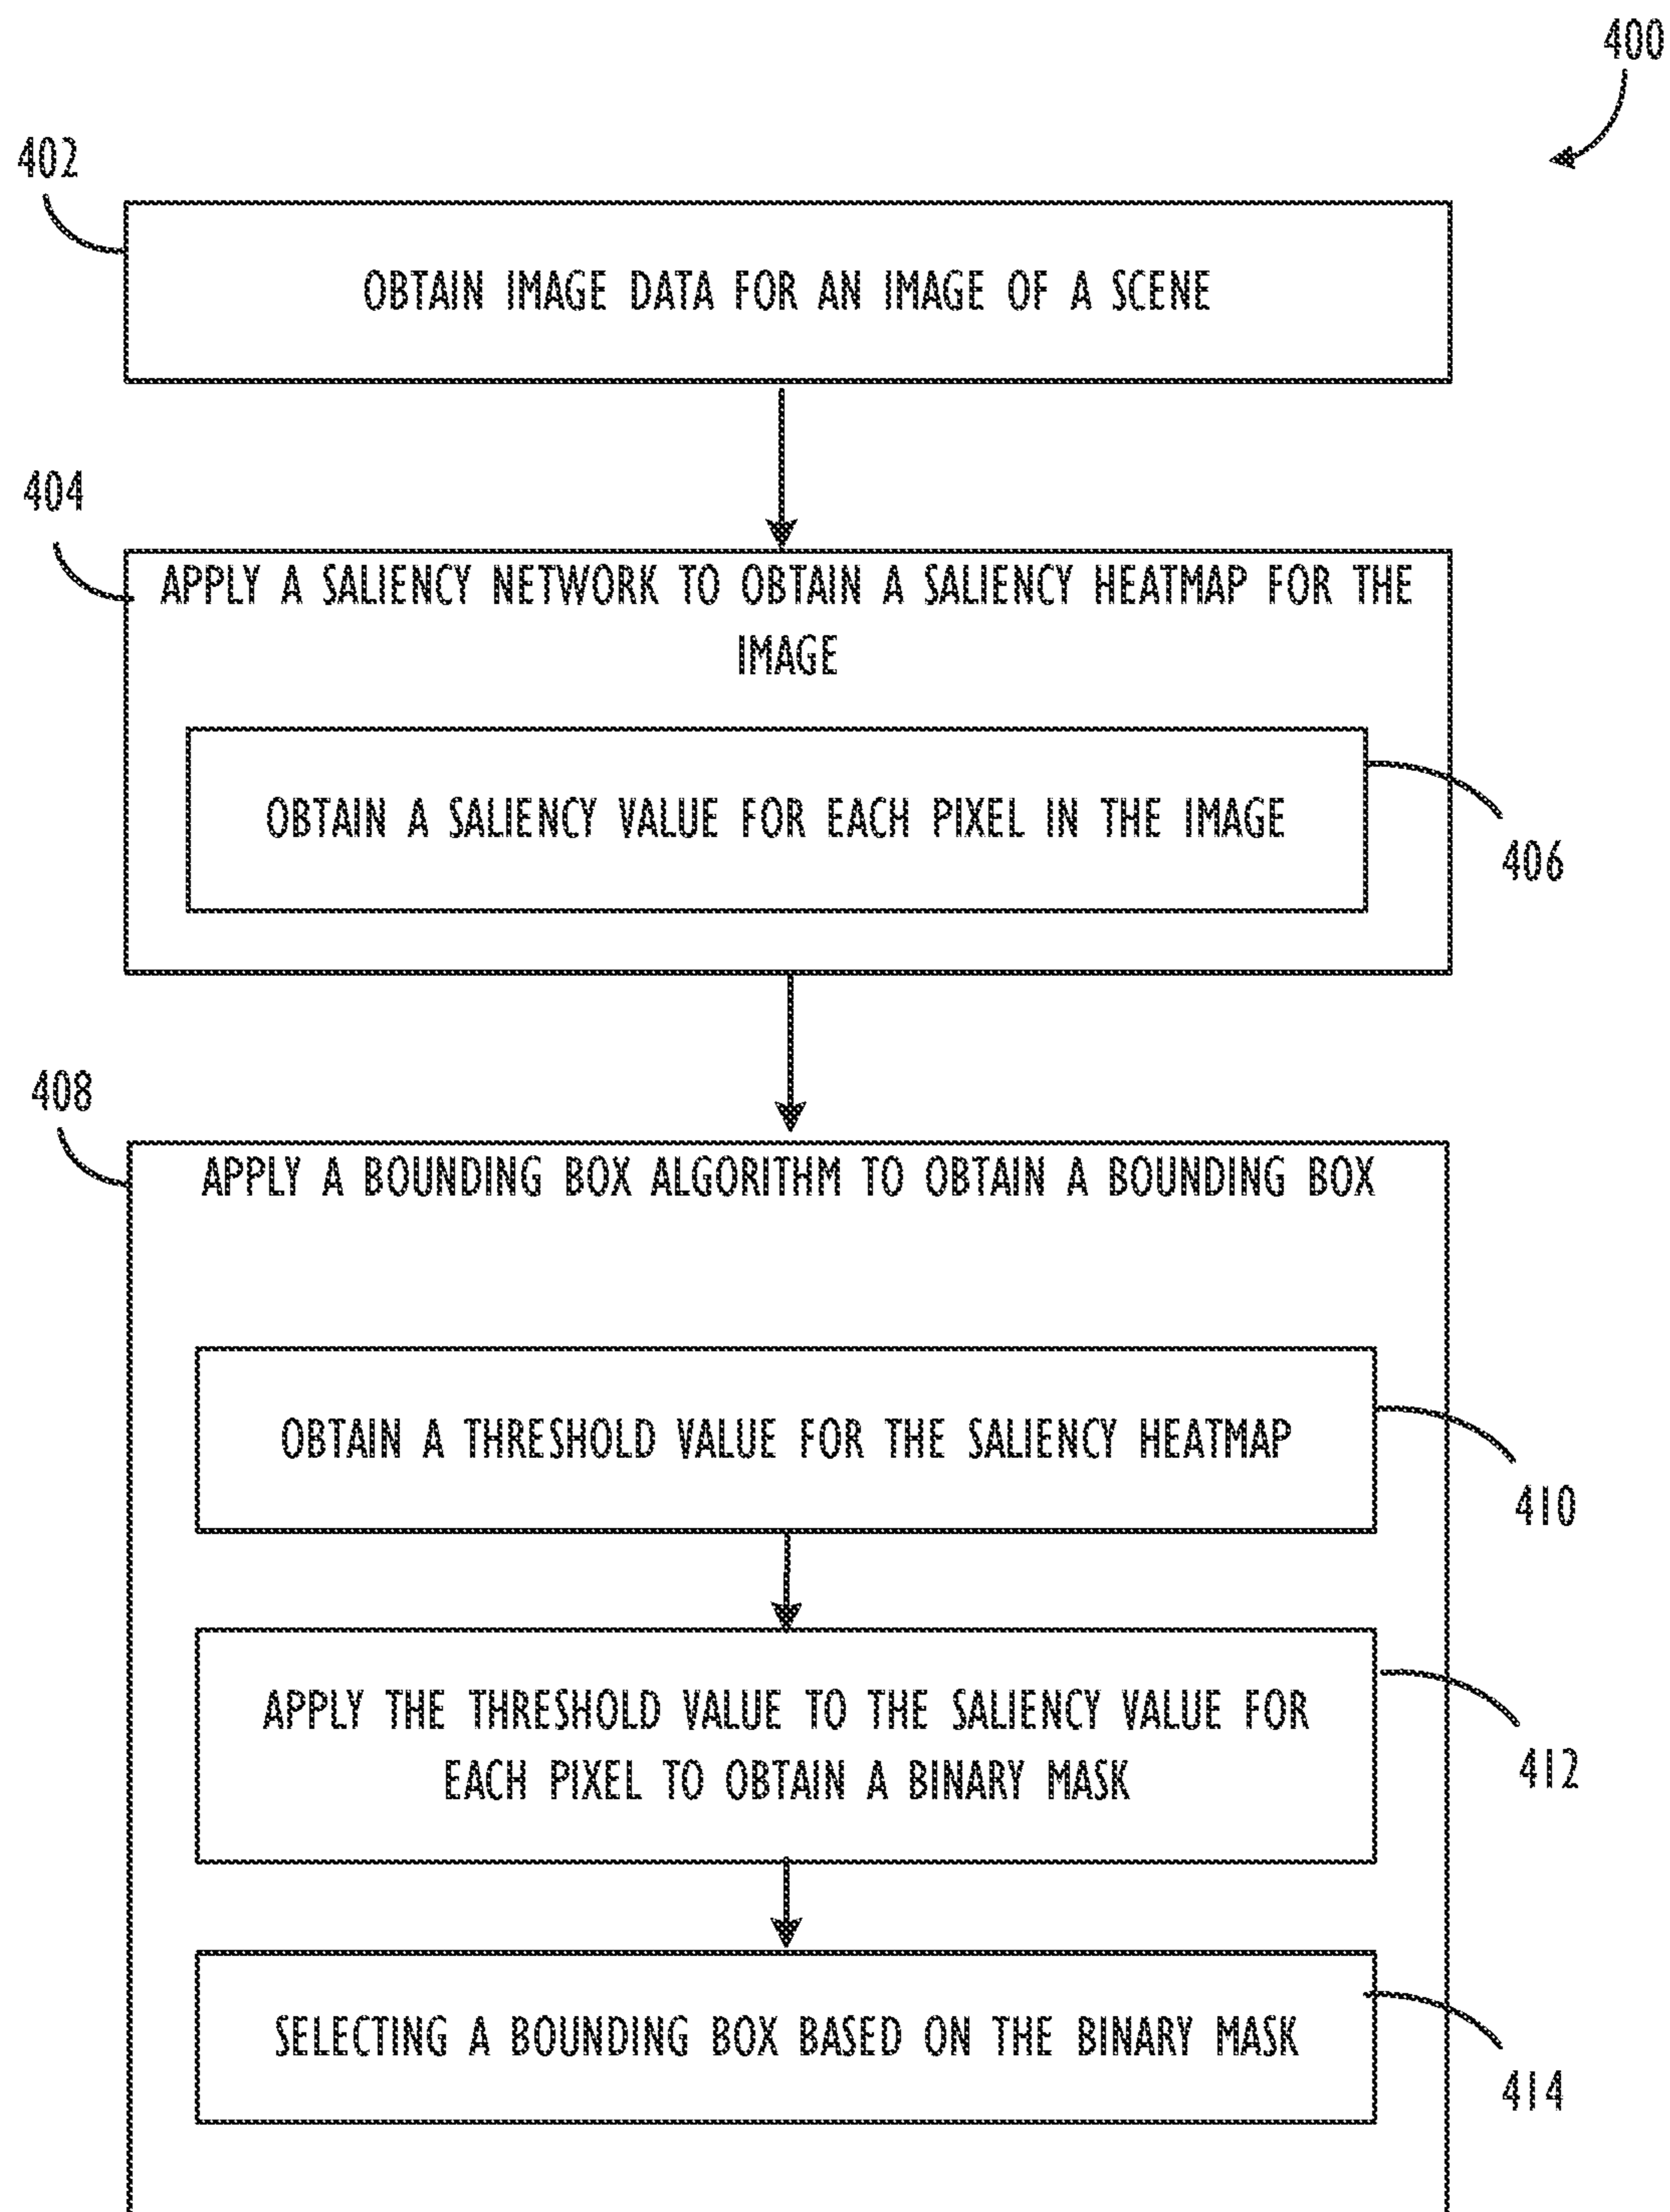 400
402
OBTAIN IMAGE DATA FOR AN IMAGE OF A SCENE
404
APPLY A SALIENCY NETWORK TO OBTAIN A SALIENCY HEATMAP FOR THE
IMAGE
OBTAIN A SALIENCY VALUE FOR EACH PIXEL IN THE IMAGE
406
408
APPLY A BOUNDING BOX ALGORITHM TO OBTAIN A BOUNDING BOX
OBTAIN A THRESHOLD VALUE FOR THE SALIENCY HEATMAP
410
APPLY THE THRESHOLD VALUE TO THE SALIENCY VALUE FOR
EACH PIXEL TO OBTAIN A BINARY MASK
412
SELECTING A BOUNDING BOX BASED ON THE BINARY MASK
414